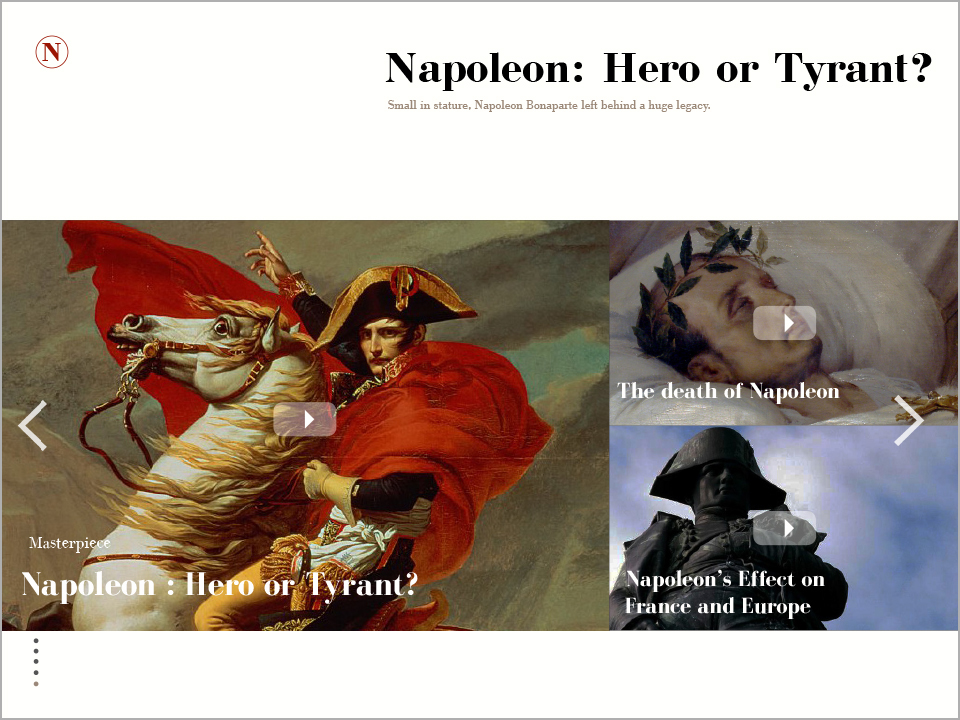 N
Napoleon: Hero or Tyrant?
Small in stature, Napoleon Bonaparte left behind a huge legacy.
The death of Napoleon
Masterpiece
Napoleon : Hero or Tyrant?
Napoleon's Effect on
France and Europe